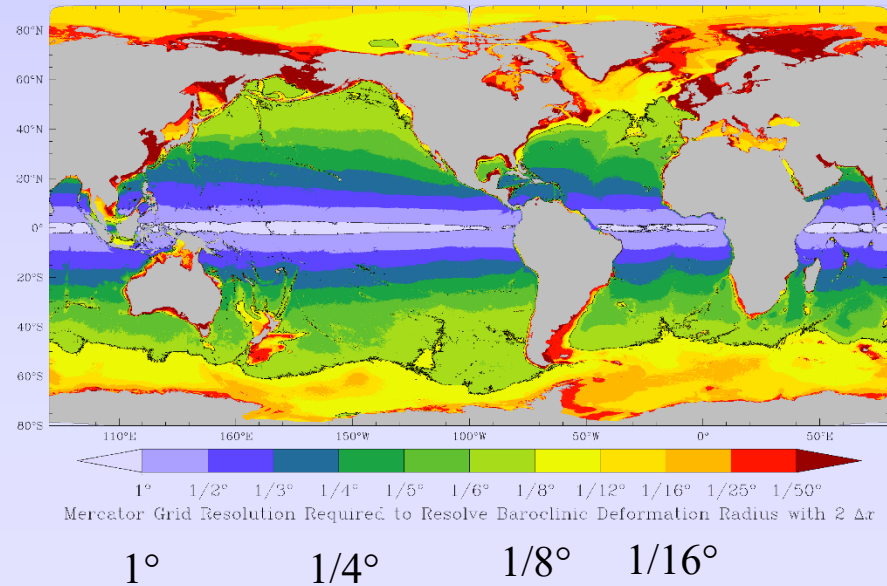 80°N
60°N
40°N
20°N
0°
20°S
40°S
60°S
80°S
110°E 160°E 150°W 100°W 50°W 0° 50°E
1° 1/2° 1/3° 1/4° 1/5° 1/6° 1/8° 1/12° 1/16° 1/25° 1/50°
Mercator Grid Resolution Required to Resolve Baroclinic Deformation Radius with 2 Δx
1° 1/4° 1/8° 1/16°